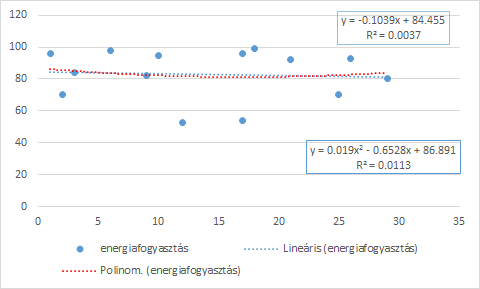 y = -0.1039x + 84.455
R² = 0.0037
120
100
80
60
40
20
0
y = 0.019x² - 0.6528x + 86.891
R² = 0.0113
0 5 10 15 20 25 30 35
energiafogyasztás
Lineáris (energiafogyasztás)
Polinom. (energiafogyasztás)